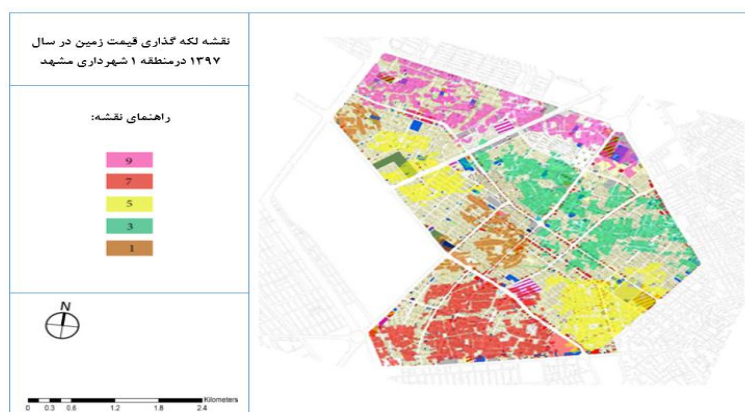 نقشه لکه گذاری قیمت زمین در سال
۱۳۹۷ درمنطقه ۱ شهرداری مشهد
راهنمای نقشه:
9
7
5
3
1
N
Kilometers
0 0.3 0.6 1.2 1.8 2.4